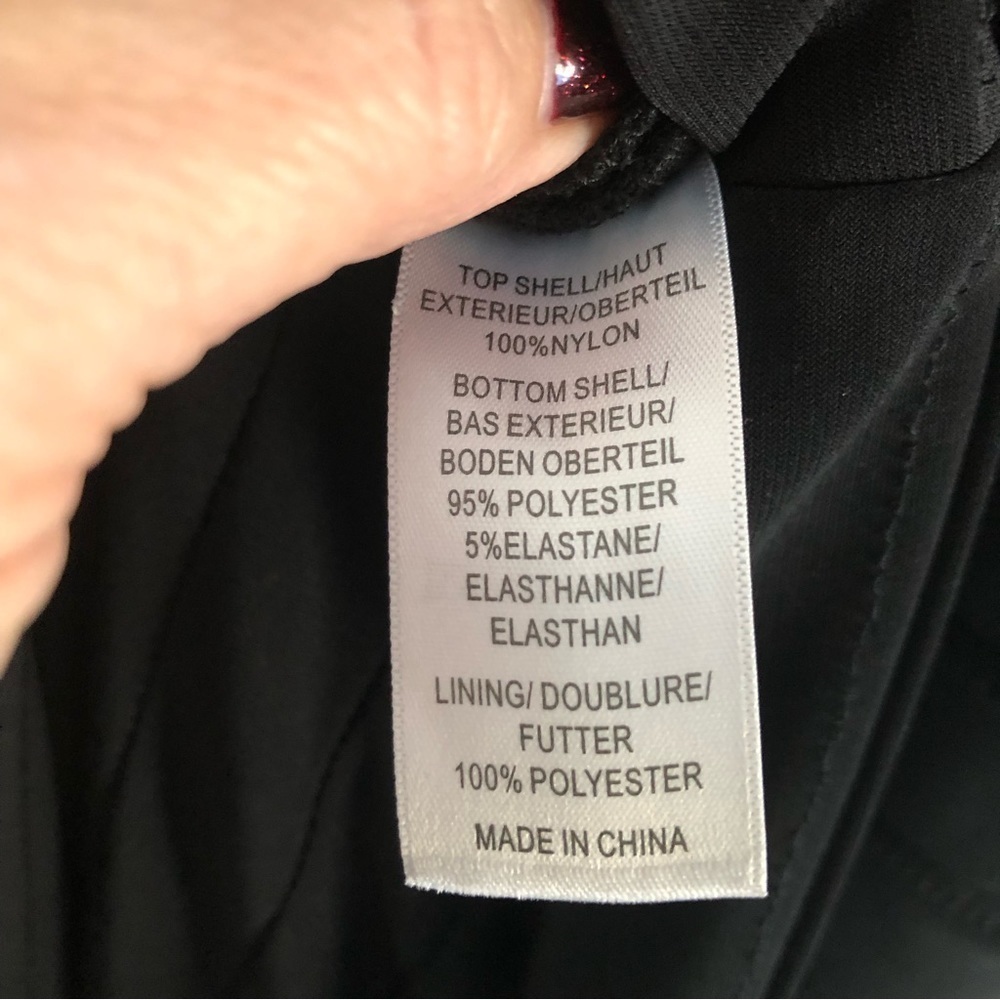 TOP SHELL/HAUT
EXTERIEUR/OBERTEIL
100%NYLON
BOTTOM SHELL/
BAS EXTERIEUR/
BODEN OBERTEIL
95% POLYESTER
5%ELASTANE/
ELASTHANNE/
ELASTHAN
LINING/ DOUBLURE/
FUTTER
100% POLYESTER
MADE IN CHINA